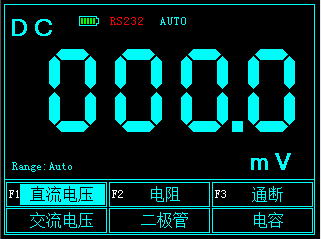 DC RS232 AUTO
000.0
Range:Auto mV
F1 直流电压 F2 电阻 F3 通断
交流电压 二极管 电容